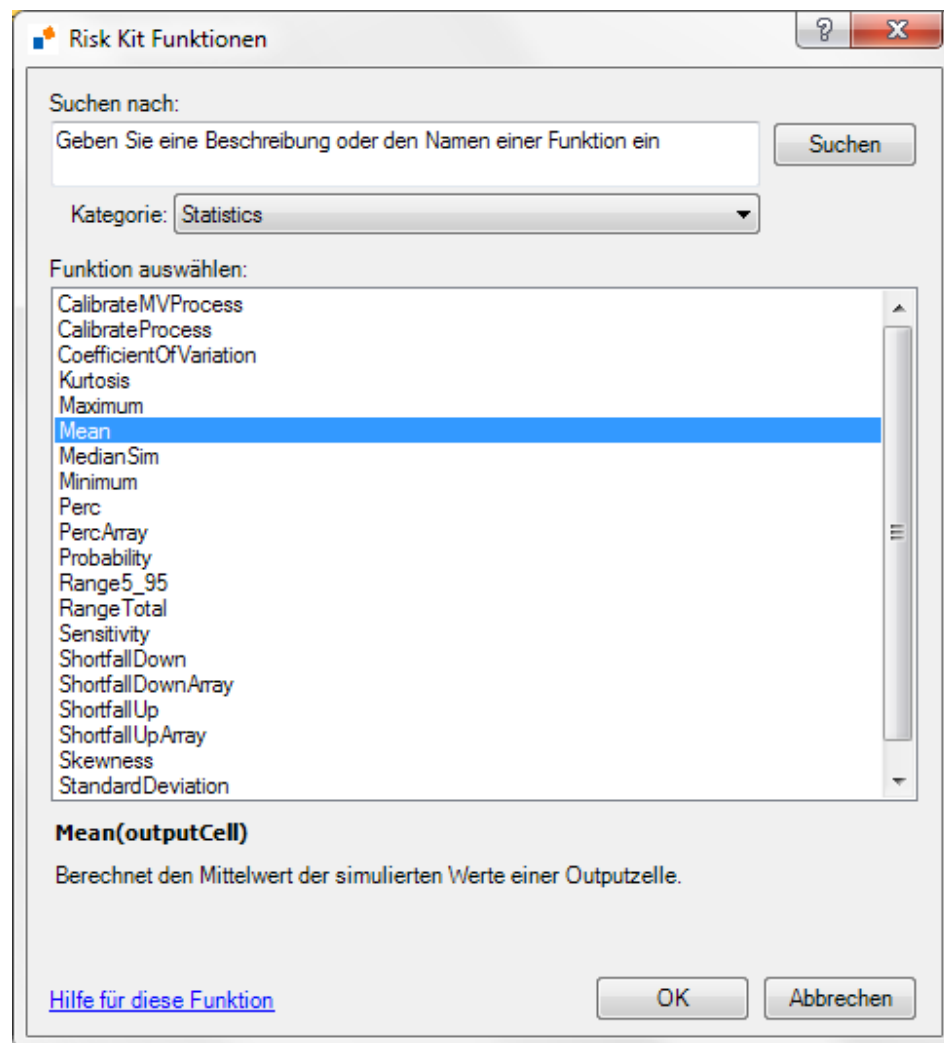 Risk Kit Funktionen
Suchen nach:
Geben Sie eine Beschreibung oder den Namen einer Funktion ein
Suchen
Kategorie: Statistics
Funktion auswählen:
CalibrateMVProcess
CalibrateProcess
CoefficientOfVariation
Kurtosis
Maximum
Mean
MedianSim
Minimum
Perc
PercArray
Probability
Range5_95
RangeTotal
Sensitivity
ShortfallDown
ShortfallDownArray
ShortfallUp
ShortfallUpArray
Skewness
StandardDeviation
Mean(outputCell)
Berechnet den Mittelwert der simulierten Werte einer Outputzelle.
Hilfe für diese Funktion
OK
Abbrechen